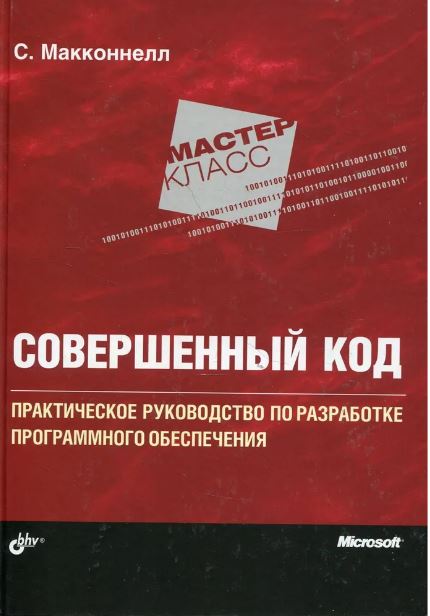 С. Макконнелл
МАСТЕР
КЛАСС
СОВЕРШЕННЫЙ КОД
ПРАКТИЧЕСКОЕ РУКОВОДСТВО ПО РАЗРАБОТКЕ
ПРОГРАММНОГО ОБЕСПЕЧЕНИЯ
bhv®
Microsoft®